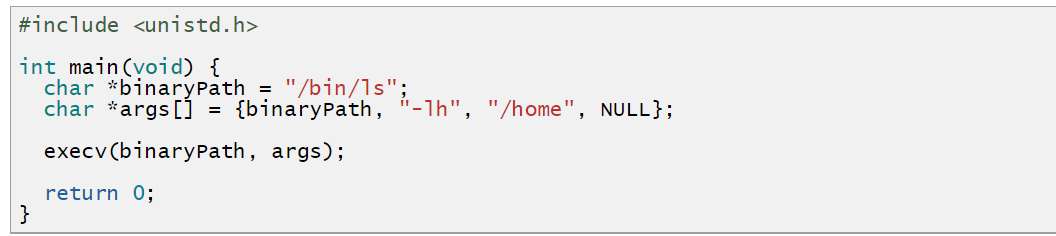 #include <unistd.h>
int main(void) {
  char *binaryPath = "/bin/ls";
  char *args[] = {binaryPath, "-lh", "/home", NULL};
  execv(binaryPath, args);
  return 0;
}